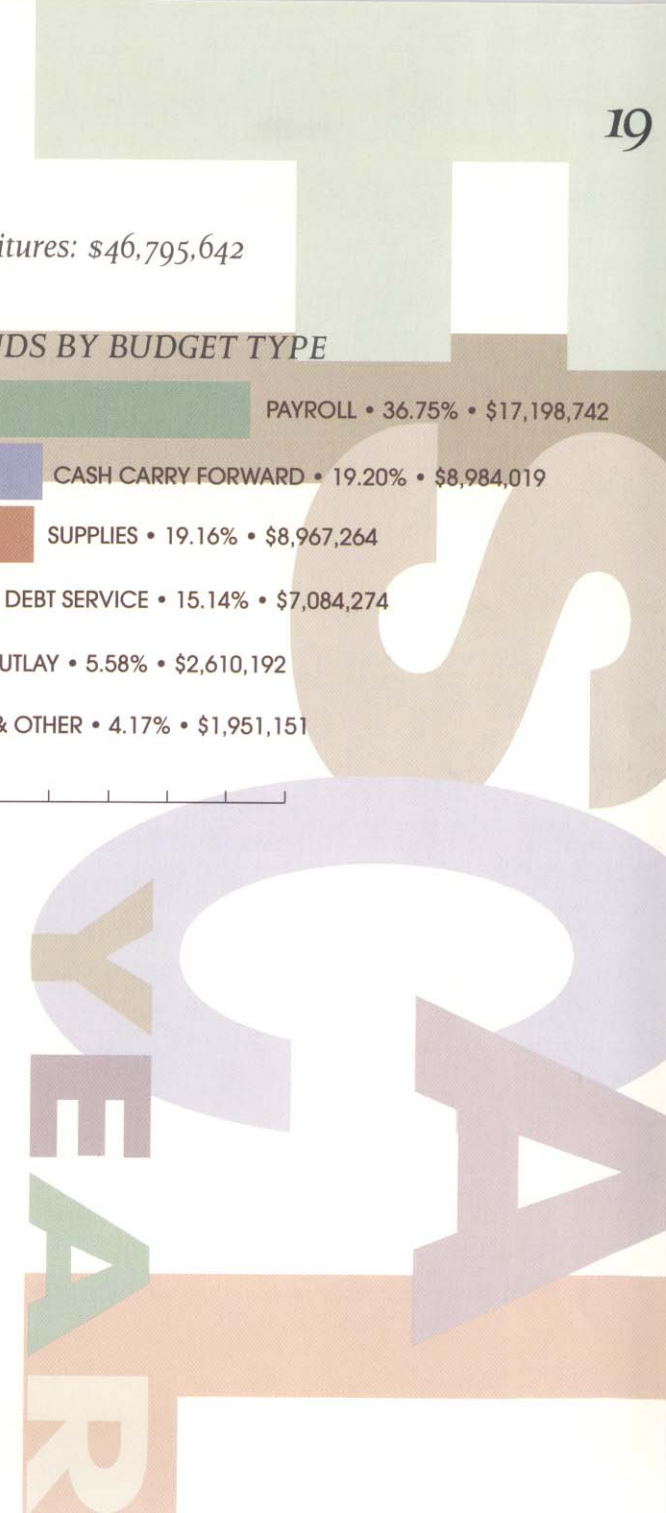 19
itures: $46,795,642
DS BY BUDGET TYPE
PAYROLL • 36.75% • $17,198,742
CASH CARRY FORWARD • 19.20% • $8,984,019
SUPPLIES • 19.16% • $8,967,264
DEBT SERVICE • 15.14% • $7,084,274
UTLAY • 5.58% • $2,610,192
& OTHER • 4.17% • $1,951,151
ISCAL
YEAR